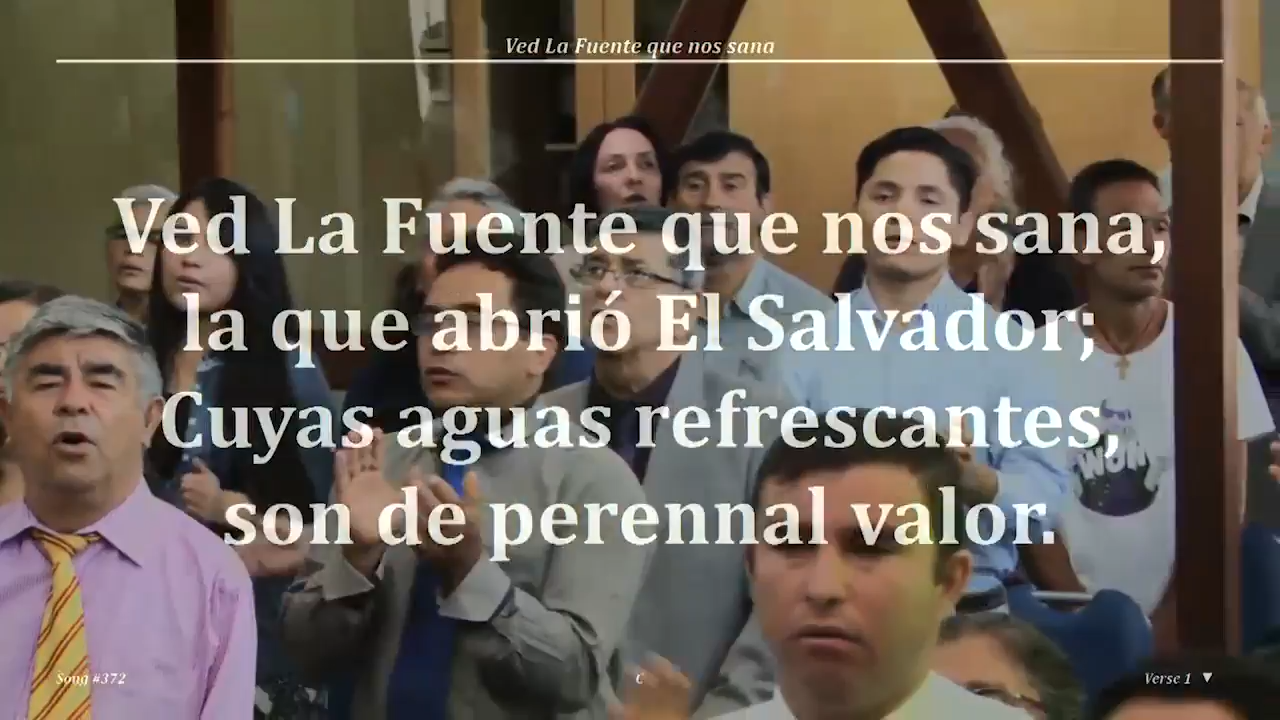 Ved La Fuente que nos sana
Ved La Fuente que nos sana,
la que abrió El Salvador;
Cuyas aguas refrescantes,
son de perennal valor.
Song #372
C
Verse 1 ▼